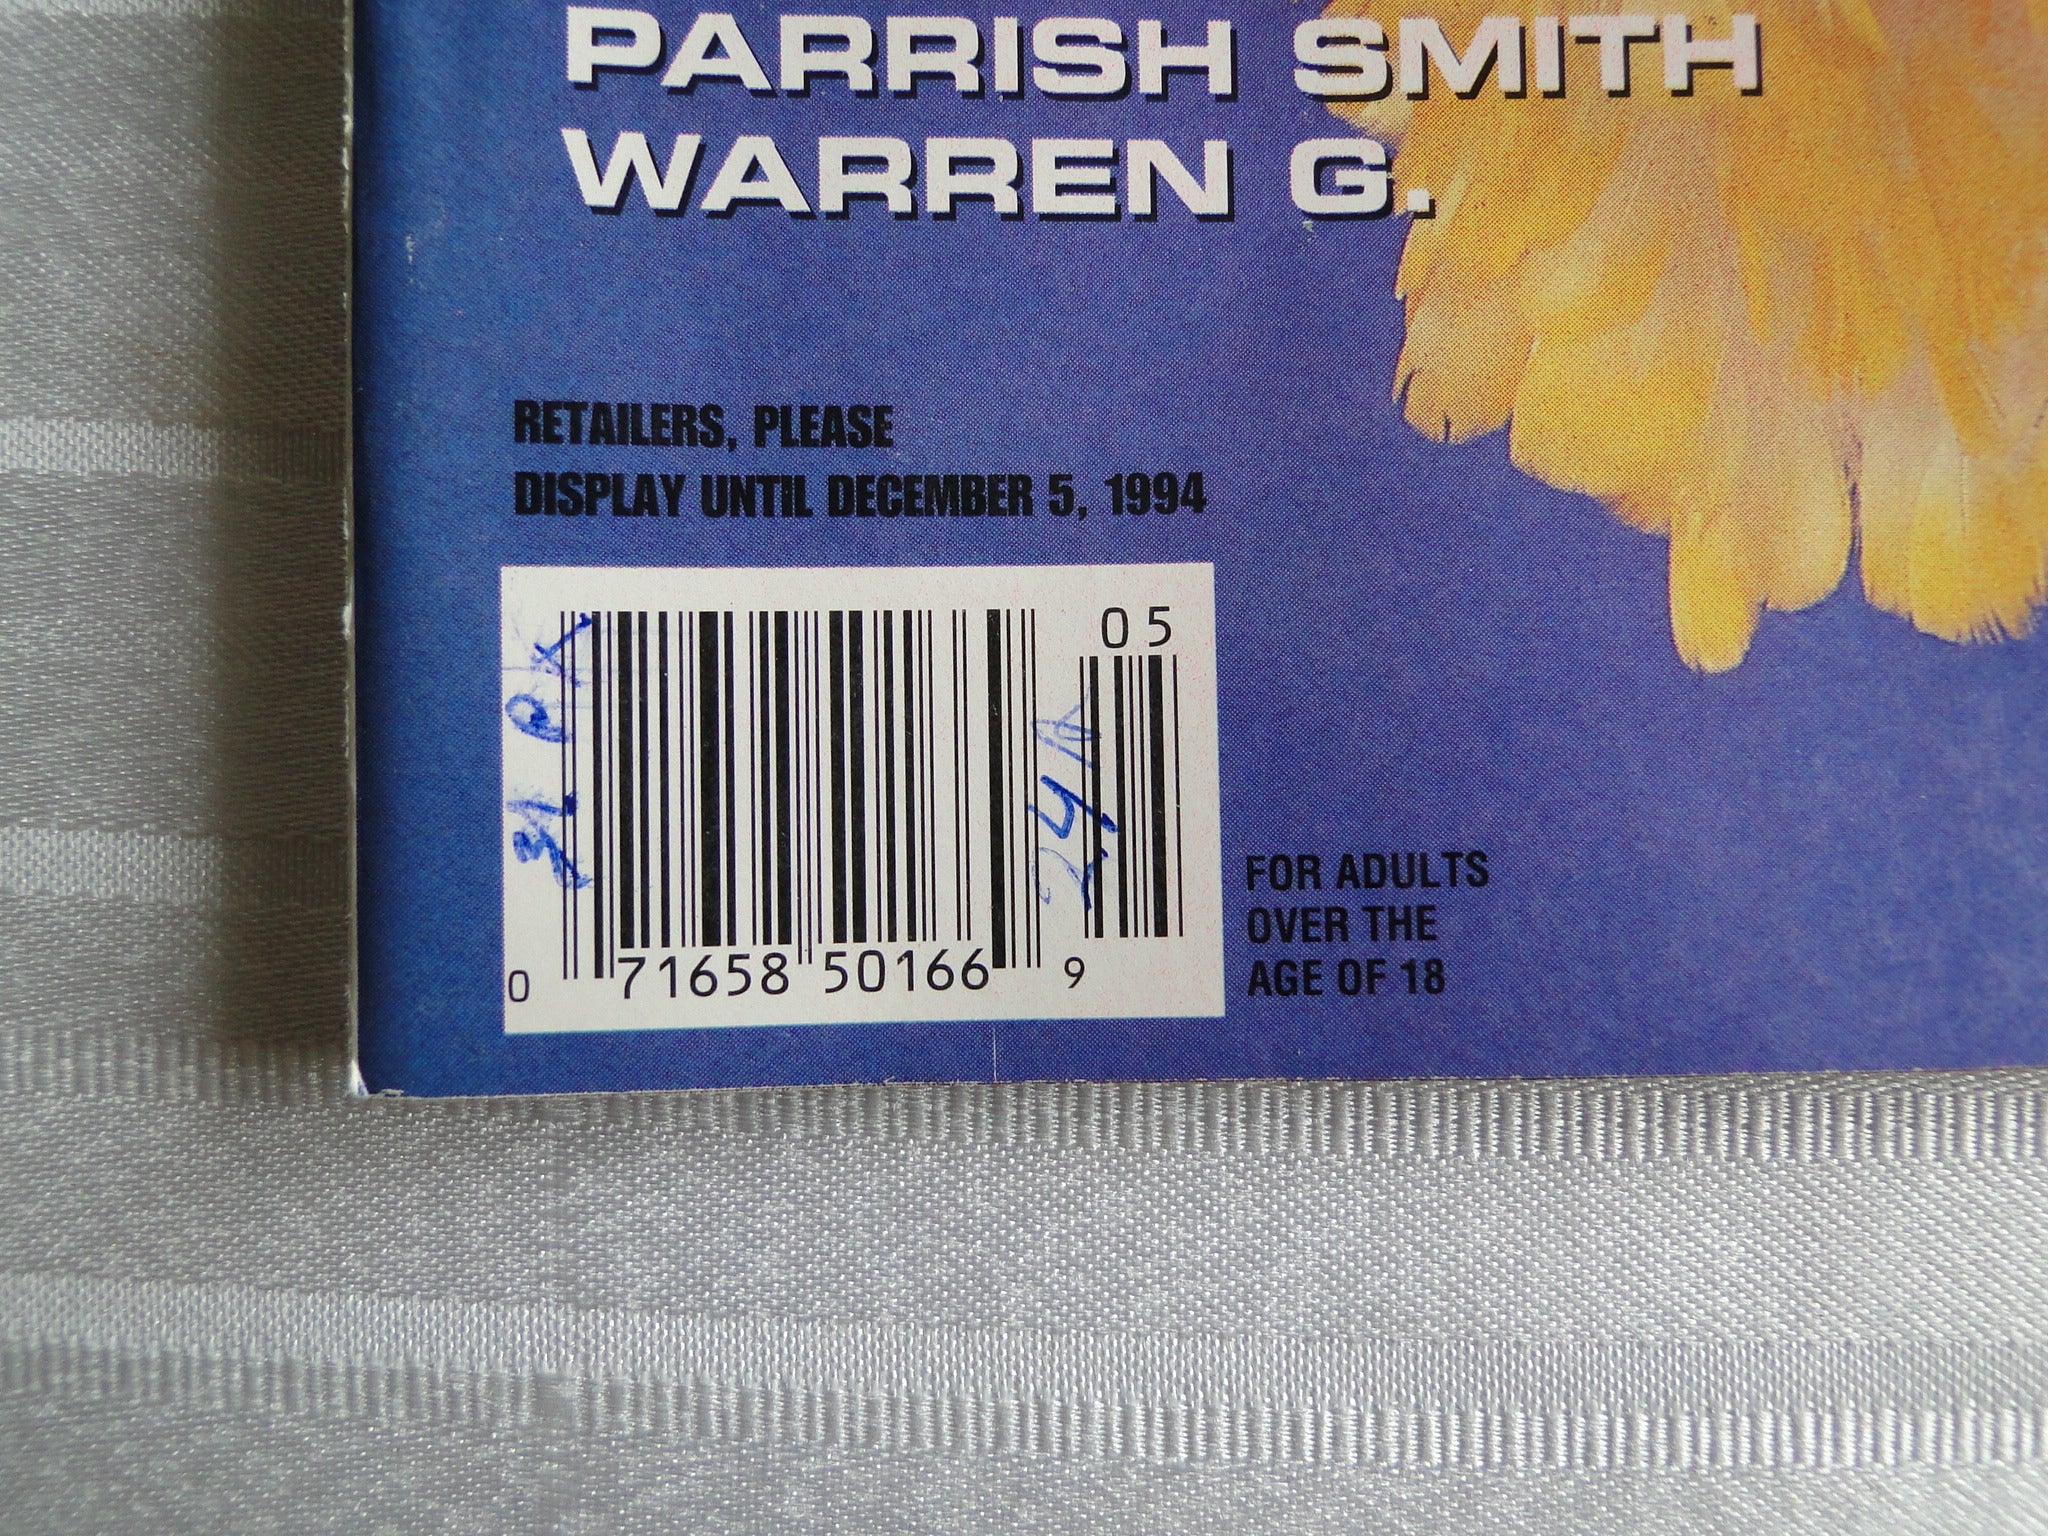 PARRISH SMITH
WARREN G.
RETAILERS, PLEASE
DISPLAY UNTIL DECEMBER 5, 1994
05
0 71658 50166 9
FOR ADULTS
OVER THE
AGE OF 18